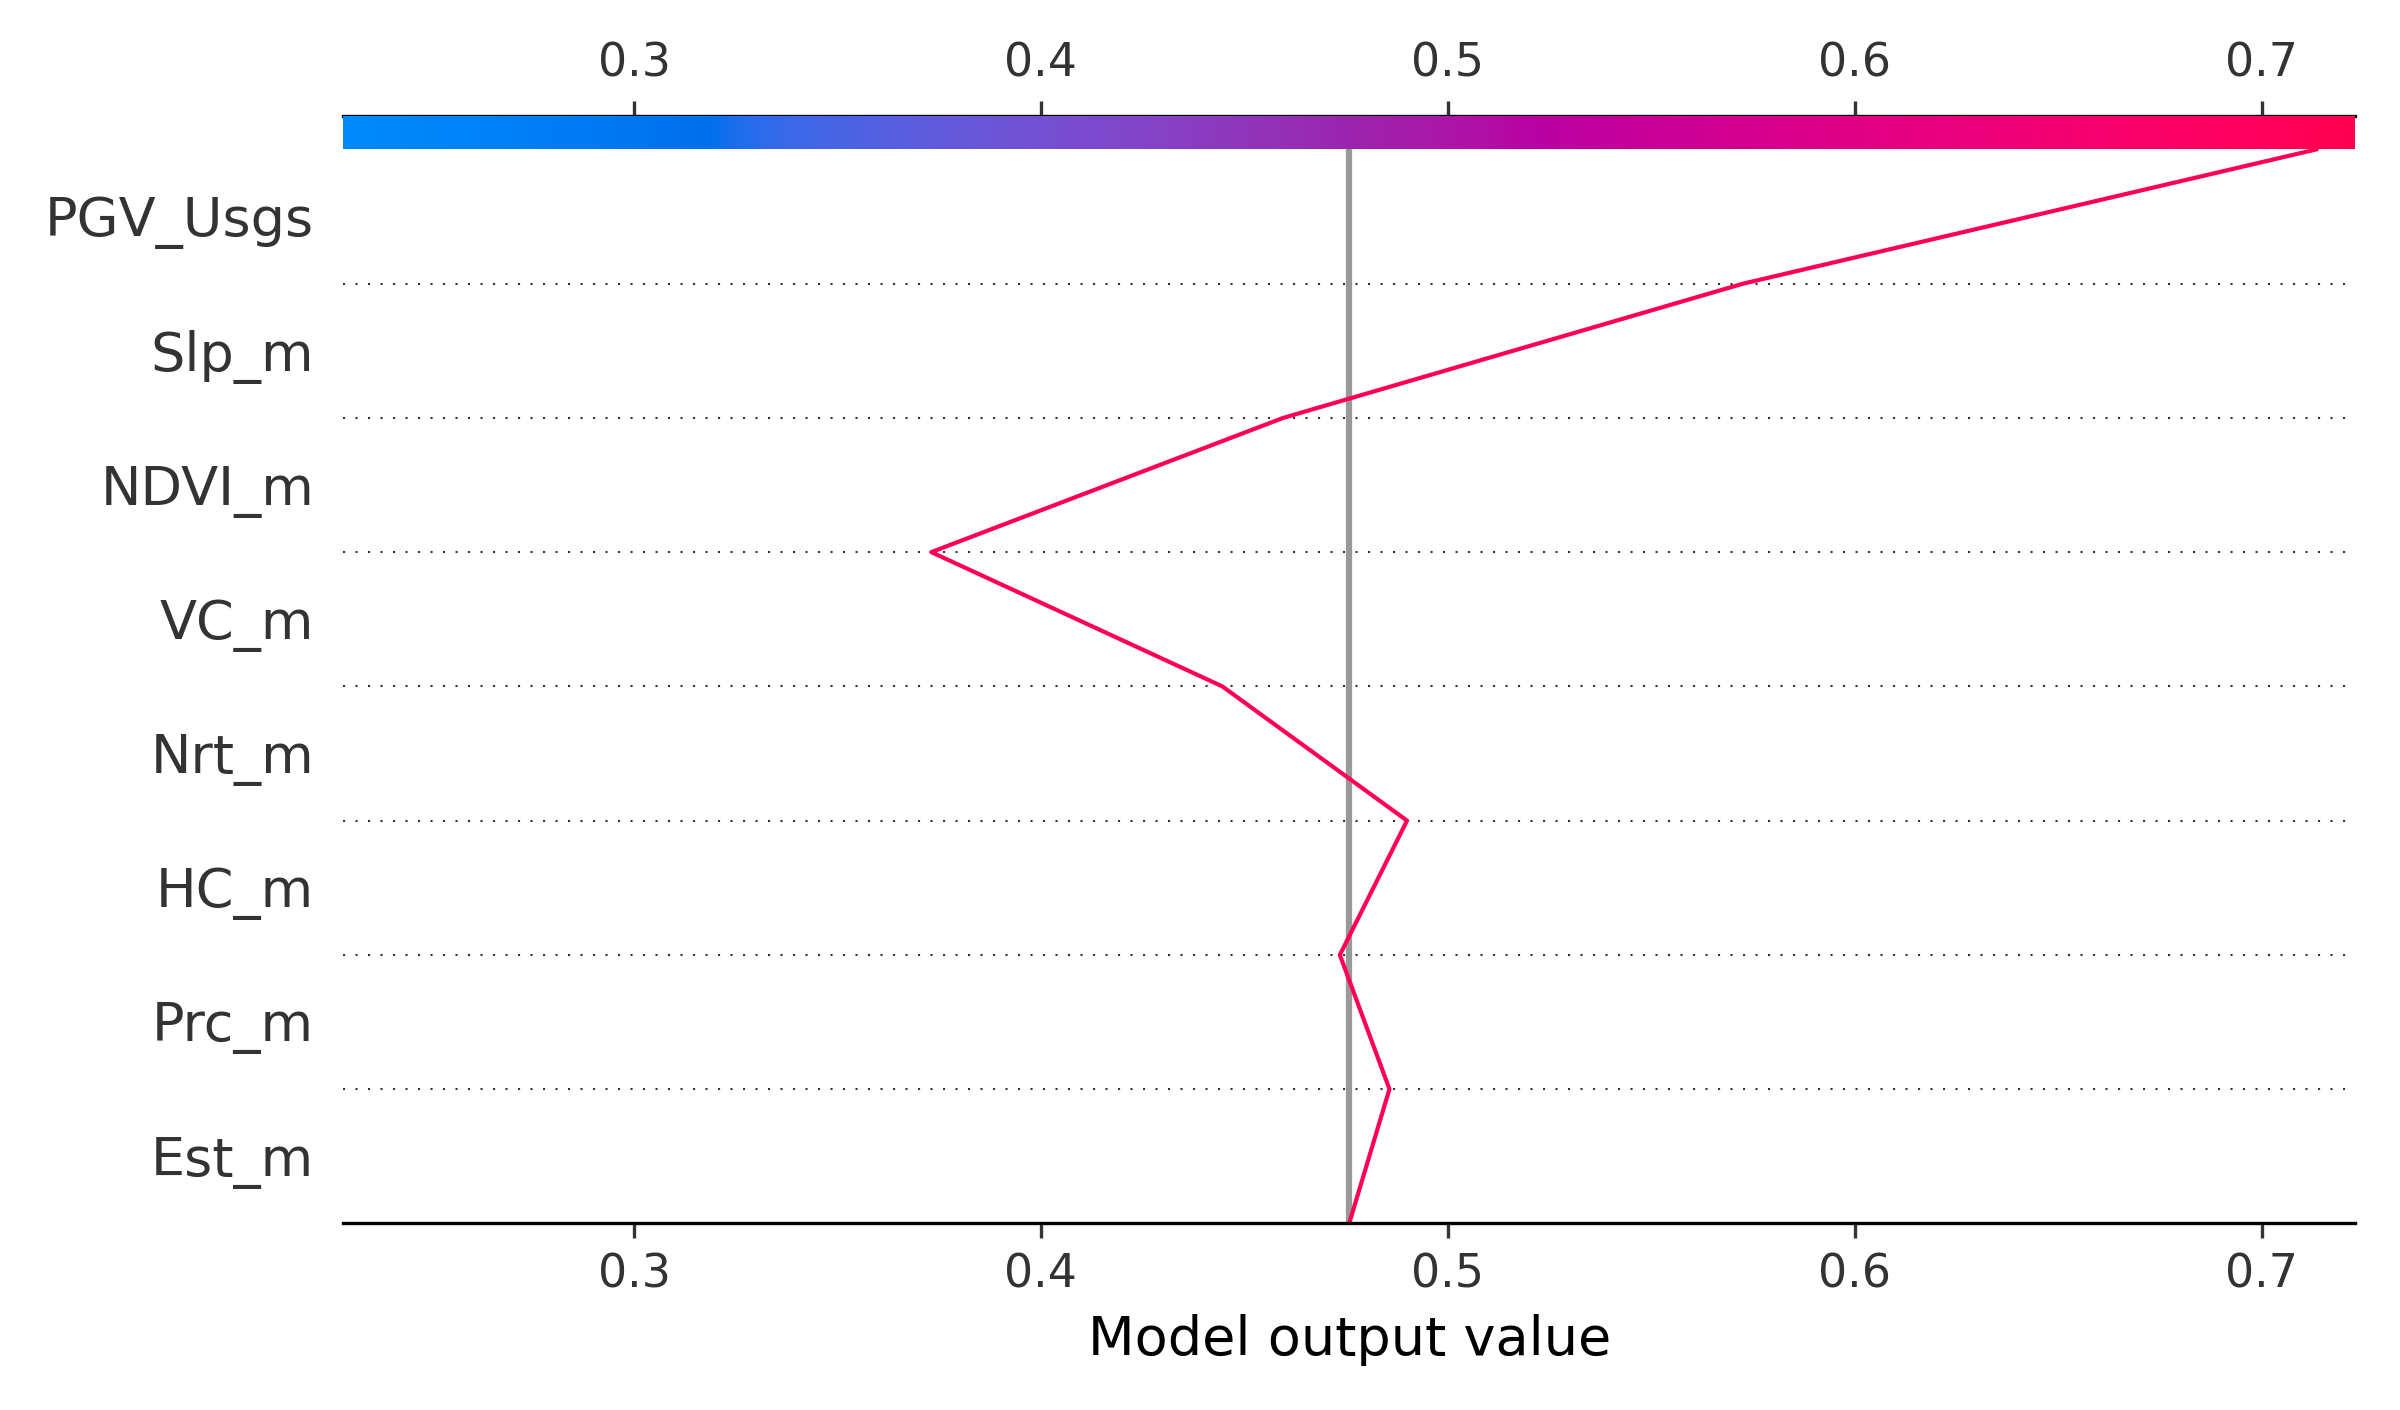 0.3 0.4 0.5 0.6 0.7
PGV_Usgs
Slp_m
NDVI_m
VC_m
Nrt_m
HC_m
Prc_m
Est_m
0.3 0.4 0.5 0.6 0.7
Model output value